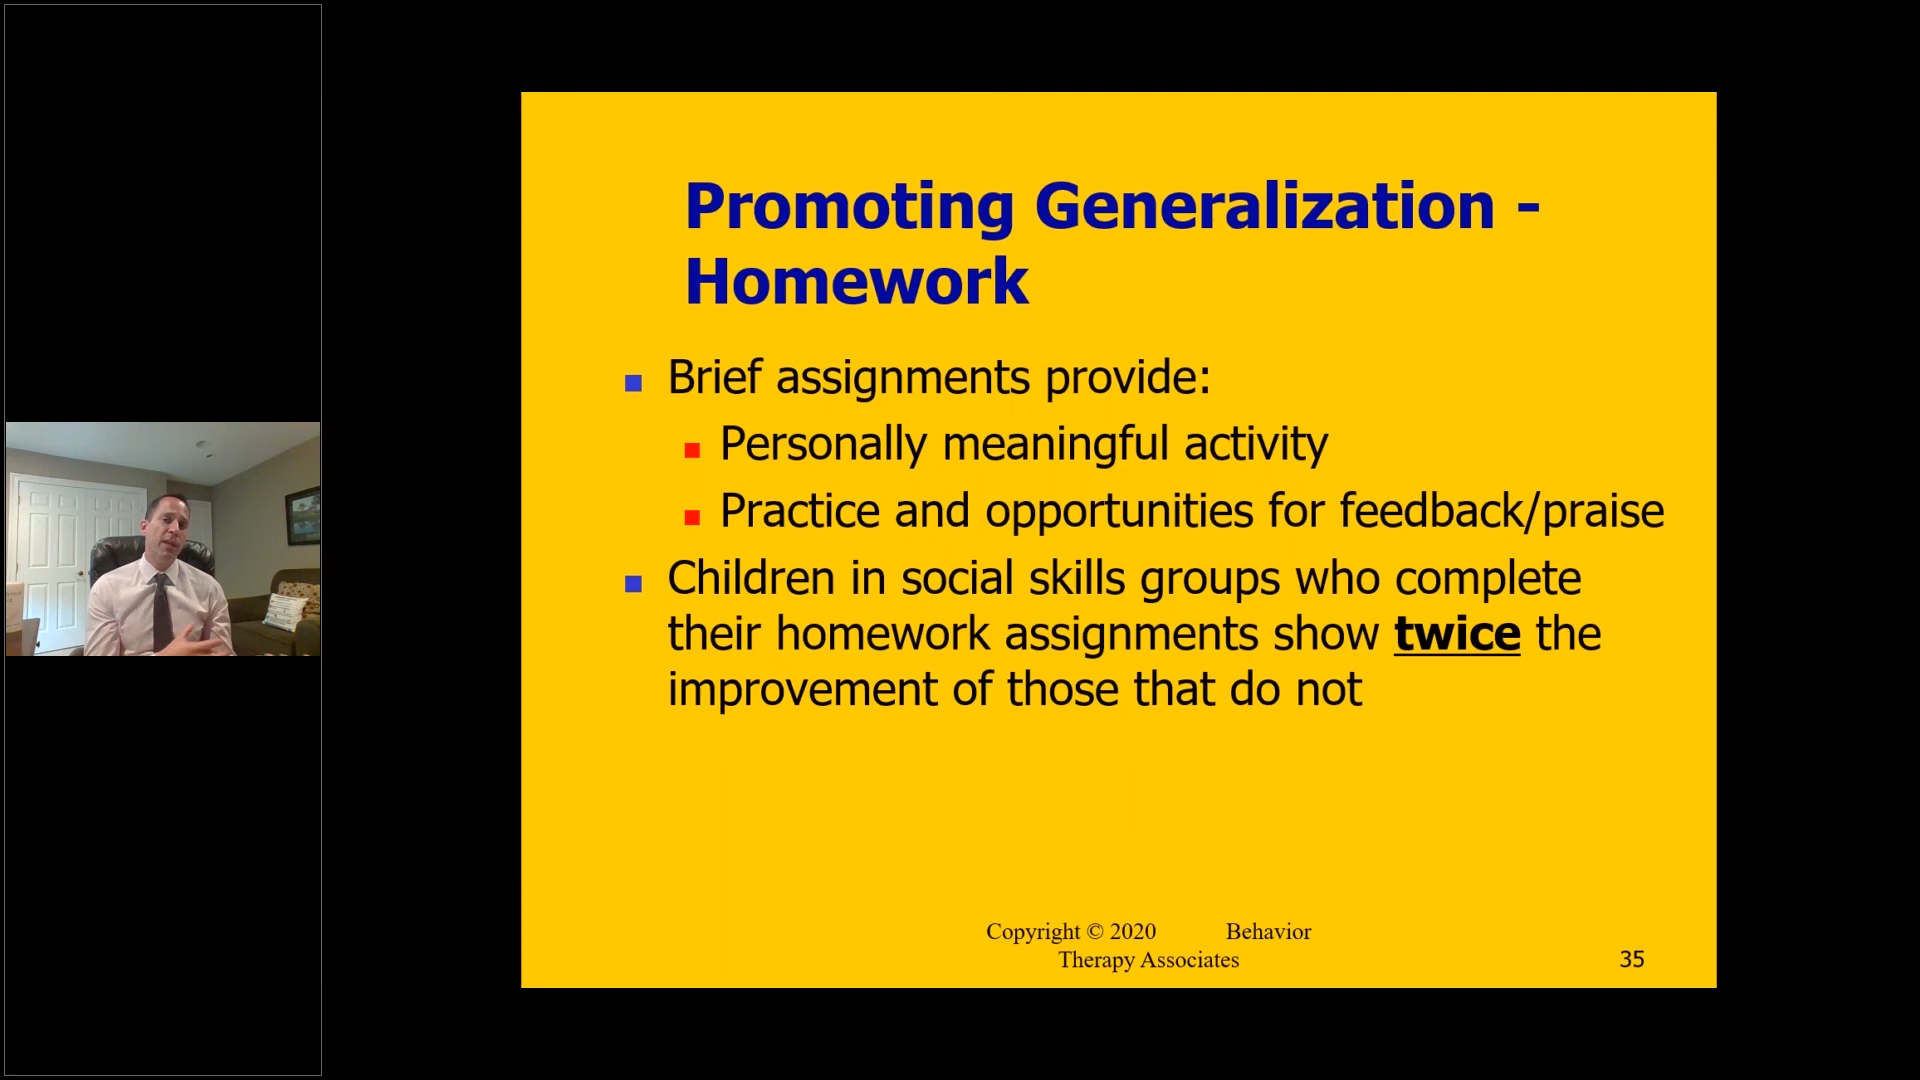 Promoting Generalization -
Homework
Brief assignments provide:
Personally meaningful activity
Practice and opportunities for feedback/praise
Children in social skills groups who complete
their homework assignments show twice the
improvement of those that do not
Copyright © 2020 Behavior
Therapy Associates
35